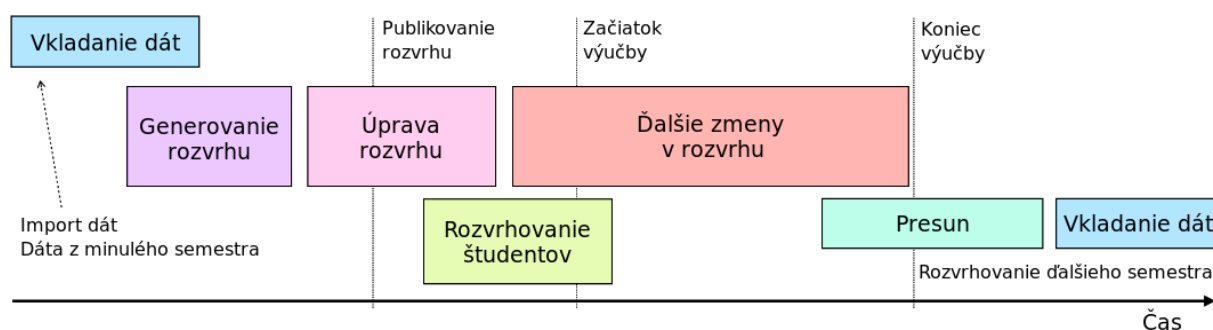 Vkladanie dát
Publikovanie
rozvrhu
Začiatok
výučby
Koniec
výučby
Generovanie
rozvrhu
Úprava
rozvrhu
Ďalšie zmeny
v rozvrhu
Import dát
Dáta z minulého semestra
Rozvrhovanie
študentov
Presun
Vkladanie dát
Rozvrhovanie ďalšieho semestra
Čas